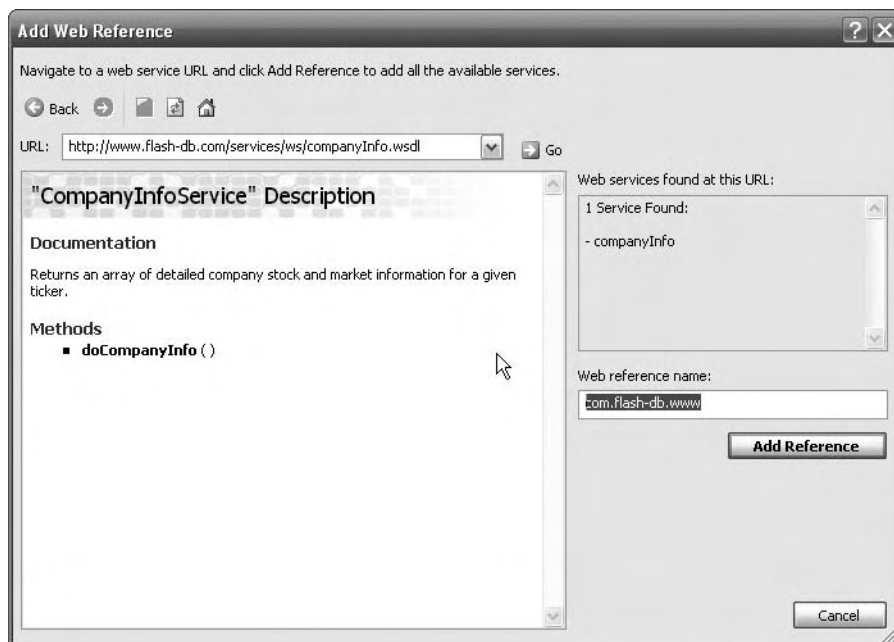 Add Web Reference
Navigate to a web service URL and click Add Reference to add all the available services.
Back
URL: http://www.flash-db.com/services/ws/companyInfo.wsdl Go
"CompanyInfoService" Description
Documentation
Returns an array of detailed company stock and market information for a given
ticker.
Methods
▪ doCompanyInfo ( )
Web services found at this URL:
1 Service Found:
- companyInfo
Web reference name:
com.flash-db.www
Add Reference
Cancel